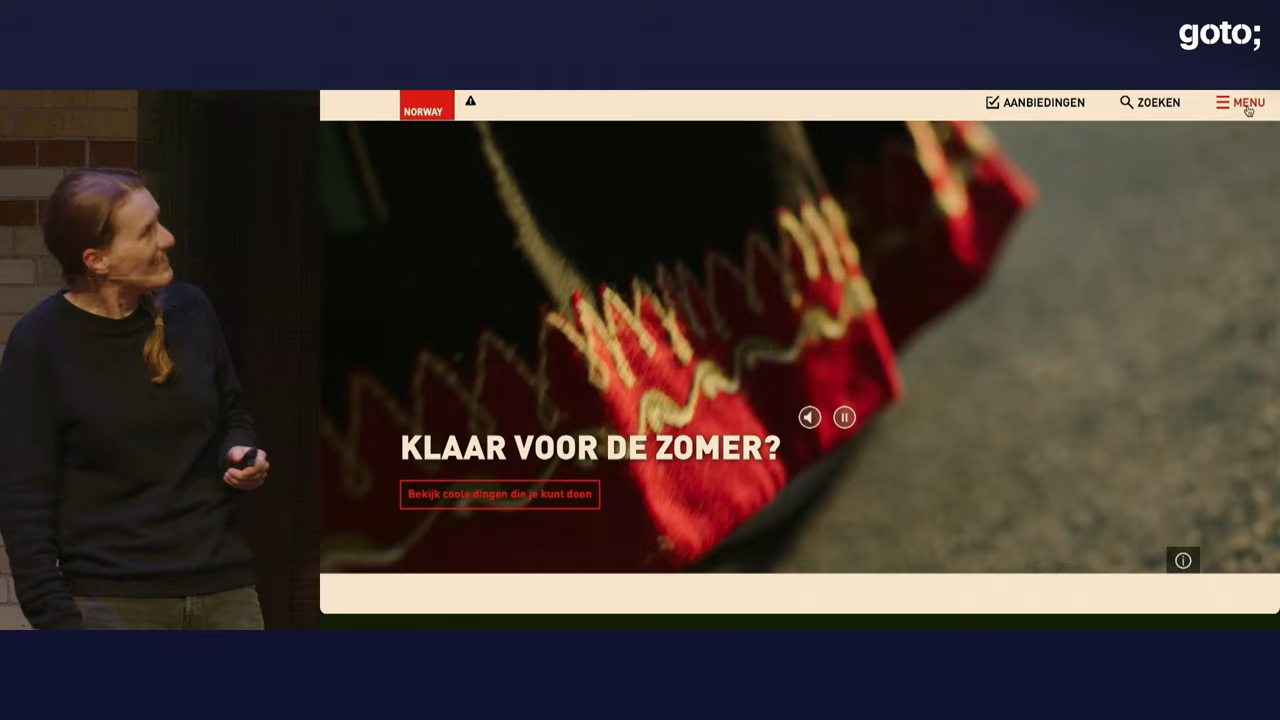 goto;
NORWAY
AANBIEDINGEN
ZOEKEN
MENU
KLAAR VOOR DE ZOMER?
Bekijk coole dingen die je kunt doen